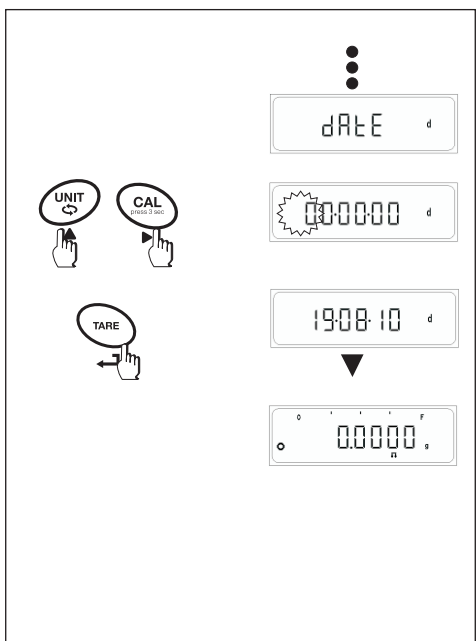 dAtE d
UNIT
CAL
press 3 sec
00.00.00 d
TARE
19.08.10 d
0 F
0.0000 g